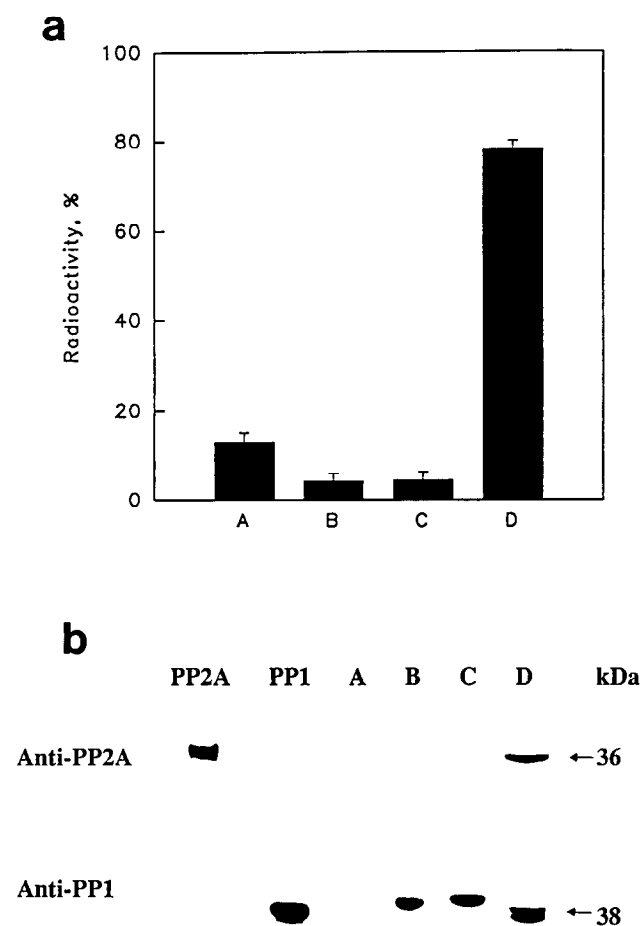 a
100
80
60
40
20
0
Radioactivity, %
A B C D
b
PP2A PP1 A B C D kDa
Anti-PP2A ←36
Anti-PP1 ←38